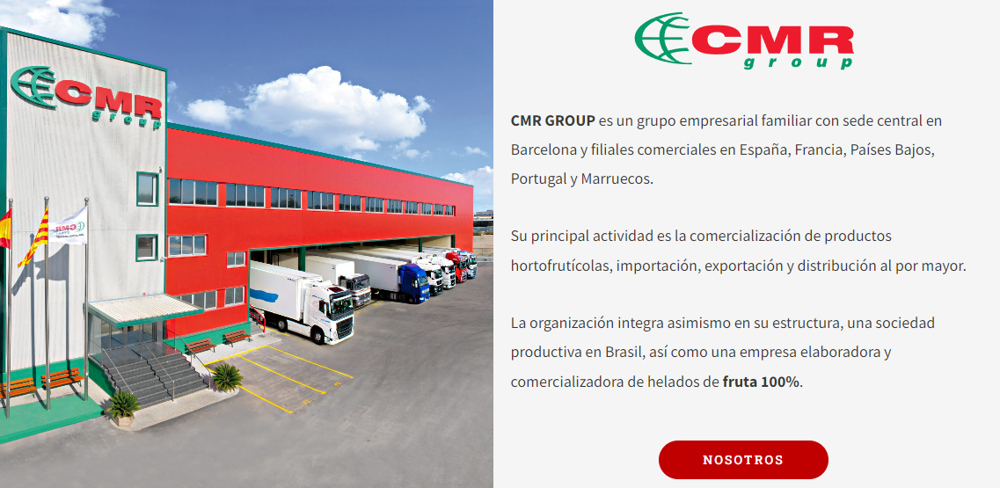 CMR
group
CMR
group
CMR GROUP es un grupo empresarial familiar con sede central en
Barcelona y filiales comerciales en España, Francia, Países Bajos,
Portugal y Marruecos.
Su principal actividad es la comercialización de productos
hortofrutícolas, importación, exportación y distribución al por mayor.
La organización integra asimismo en su estructura, una sociedad
productiva en Brasil, así como una empresa elaboradora y
comercializadora de helados de fruta 100%.
NOSOTROS